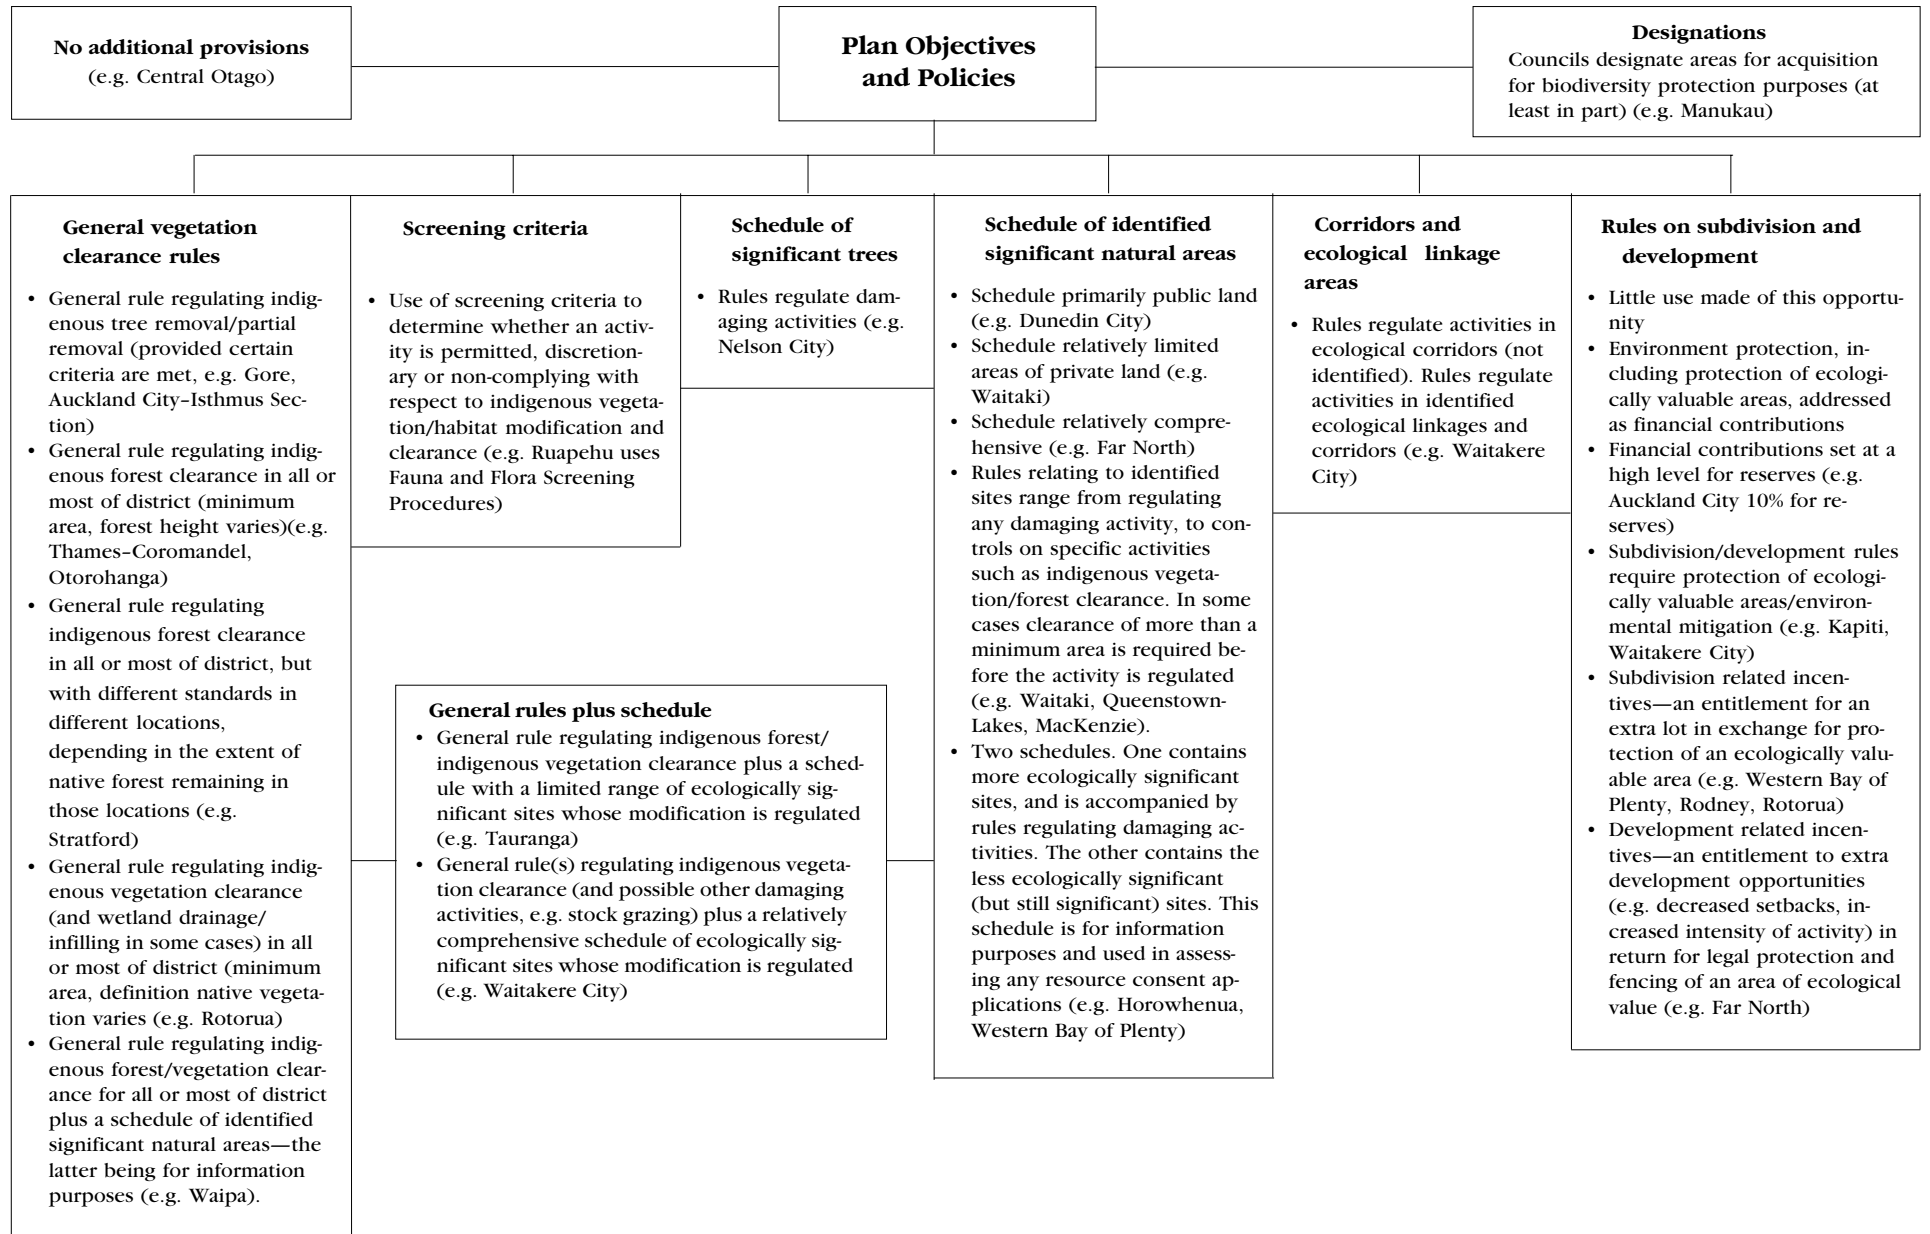 No additional provisions
(e.g. Central Otago)
Plan Objectives
and Policies
Designations
Councils designate areas for acquisition
for biodiversity protection purposes (at
least in part) (e.g. Manukau)
General vegetation
clearance rules
• General rule regulating indig-
enous tree removal/partial
removal (provided certain
criteria are met, e.g. Gore,
Auckland City–Isthmus Sec-
tion)
• General rule regulating indig-
enous forest clearance in all or
most of district (minimum
area, forest height varies)(e.g.
Thames–Coromandel,
Otorohanga)
• General rule regulating
indigenous forest clearance
in all or most of district, but
with different standards in
different locations,
depending in the extent of
native forest remaining in
those locations (e.g.
Stratford)
• General rule regulating indig-
enous vegetation clearance
(and wetland drainage/
infilling in some cases) in all
or most of district (minimum
area, definition native vegeta-
tion varies (e.g. Rotorua)
• General rule regulating indig-
enous forest/vegetation clear-
ance for all or most of district
plus a schedule of identified
significant natural areas—the
latter being for information
purposes (e.g. Waipa).
Screening criteria
• Use of screening criteria to
determine whether an activ-
ity is permitted, discretion-
ary or non-complying with
respect to indigenous vegeta-
tion/habitat modification and
clearance (e.g. Ruapehu uses
Fauna and Flora Screening
Procedures)
Schedule of
significant trees
• Rules regulate dam-
aging activities (e.g.
Nelson City)
General rules plus schedule
• General rule regulating indigenous forest/
indigenous vegetation clearance plus a sched-
ule with a limited range of ecologically sig-
nificant sites whose modification is regulated
(e.g. Tauranga)
• General rule(s) regulating indigenous vegeta-
tion clearance (and possible other damaging
activities, e.g. stock grazing) plus a relatively
comprehensive schedule of ecologically sig-
nificant sites whose modification is regulated
(e.g. Waitakere City)
Schedule of identified
significant natural areas
• Schedule primarily public land
(e.g. Dunedin City)
• Schedule relatively limited
areas of private land (e.g.
Waitaki)
• Schedule relatively compre-
hensive (e.g. Far North)
• Rules relating to identified
sites range from regulating
any damaging activity, to con-
trols on specific activities
such as indigenous vegeta-
tion/forest clearance. In some
cases clearance of more than a
minimum area is required be-
fore the activity is regulated
(e.g. Waitaki, Queenstown-
Lakes, MacKenzie).
• Two schedules. One contains
more ecologically significant
sites, and is accompanied by
rules regulating damaging ac-
tivities. The other contains the
less ecologically significant
(but still significant) sites. This
schedule is for information
purposes and used in assess-
ing any resource consent ap-
plications (e.g. Horowhenua,
Western Bay of Plenty)
Corridors and
ecological linkage
areas
• Rules regulate activities in
ecological corridors (not
identified). Rules regulate
activities in identified
ecological linkages and
corridors (e.g. Waitakere
City)
Rules on subdivision and
development
• Little use made of this opportu-
nity
• Environment protection, in-
cluding protection of ecologi-
cally valuable areas, addressed
as financial contributions
• Financial contributions set at a
high level for reserves (e.g.
Auckland City 10% for re-
serves)
• Subdivision/development rules
require protection of ecologi-
cally valuable areas/environ-
mental mitigation (e.g. Kapiti,
Waitakere City)
• Subdivision related incen-
tives—an entitlement for an
extra lot in exchange for pro-
tection of an ecologically valu-
able area (e.g. Western Bay of
Plenty, Rodney, Rotorua)
• Development related incen-
tives—an entitlement to extra
development opportunities
(e.g. decreased setbacks, in-
creased intensity of activity) in
return for legal protection and
fencing of an area of ecological
value (e.g. Far North)